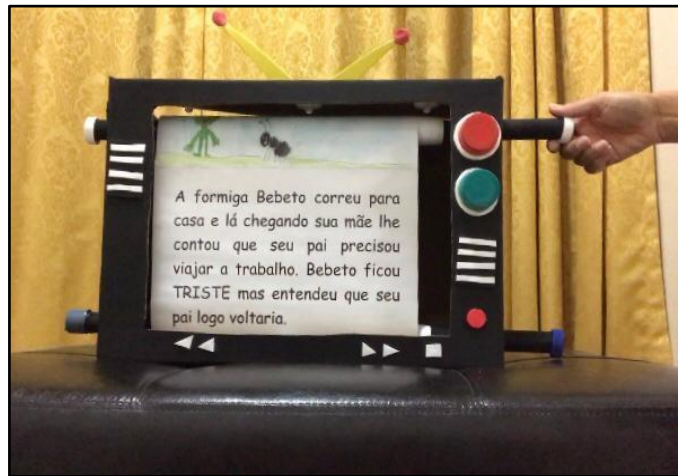 A formiga Bebeto correu para
casa e lá chegando sua mãe lhe
contou que seu pai precisou
viajar a trabalho. Bebeto ficou
TRISTE mas entendeu que seu
pai logo voltaria.